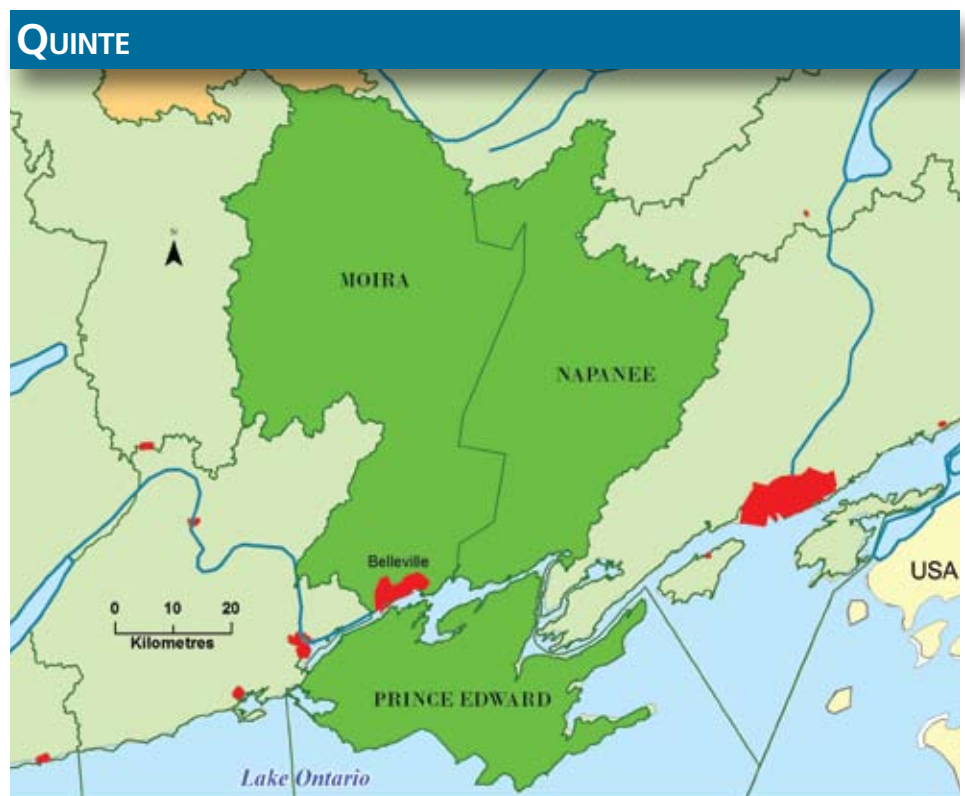 QUINTE
N
MOIRA
NAPANEE
Belleville
USA
0 10 20
Kilometres
PRINCE EDWARD
Lake Ontario